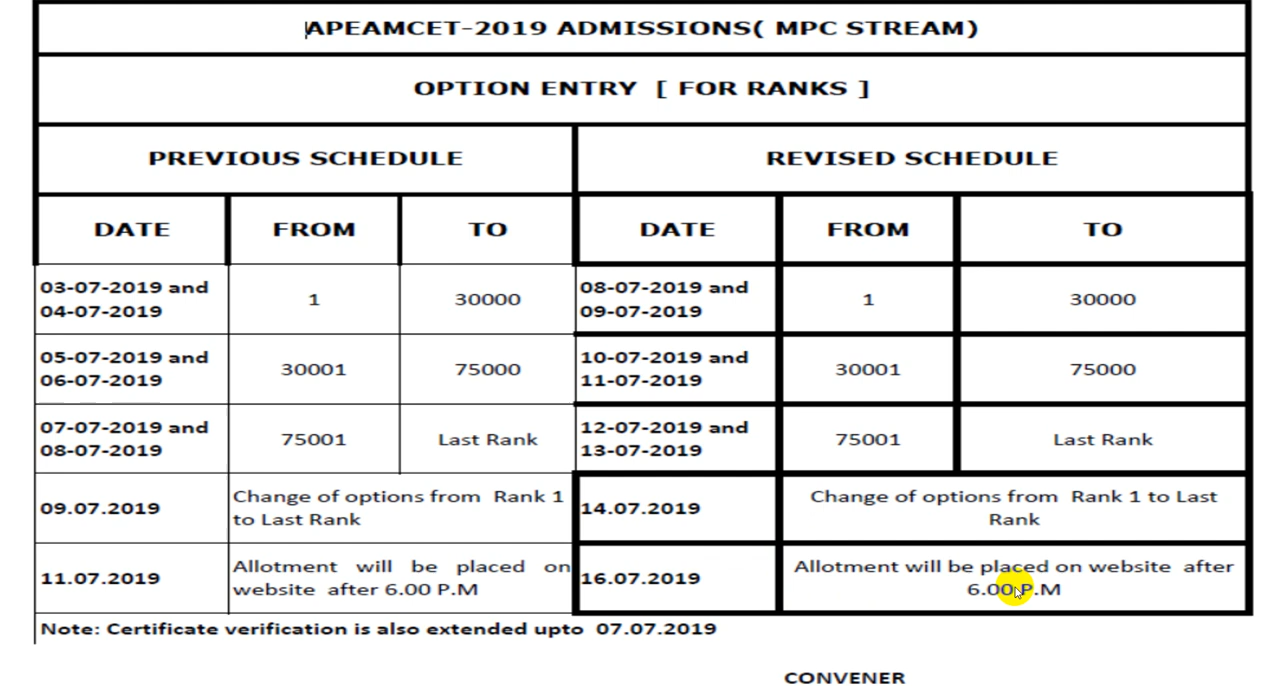 APEAMCET-2019 ADMISSIONS( MPC STREAM)
OPTION ENTRY [ FOR RANKS ]
PREVIOUS SCHEDULE REVISED SCHEDULE
DATE FROM TO DATE FROM TO
03-07-2019 and 08-07-2019 and
04-07-2019 1 30000 09-07-2019 1 30000
05-07-2019 and 10-07-2019 and
06-07-2019 30001 75000 11-07-2019 30001 75000
07-07-2019 and 12-07-2019 and
08-07-2019 75001 Last Rank 13-07-2019 75001 Last Rank
09.07.2019 Change of options from Rank 1 14.07.2019 Change of options from Rank 1 to Last
to Last Rank Rank
11.07.2019 Allotment will be placed on 16.07.2019 Allotment will be placed on website after
website after 6.00 P.M 6.00 P.M
Note: Certificate verification is also extended upto 07.07.2019
CONVENER